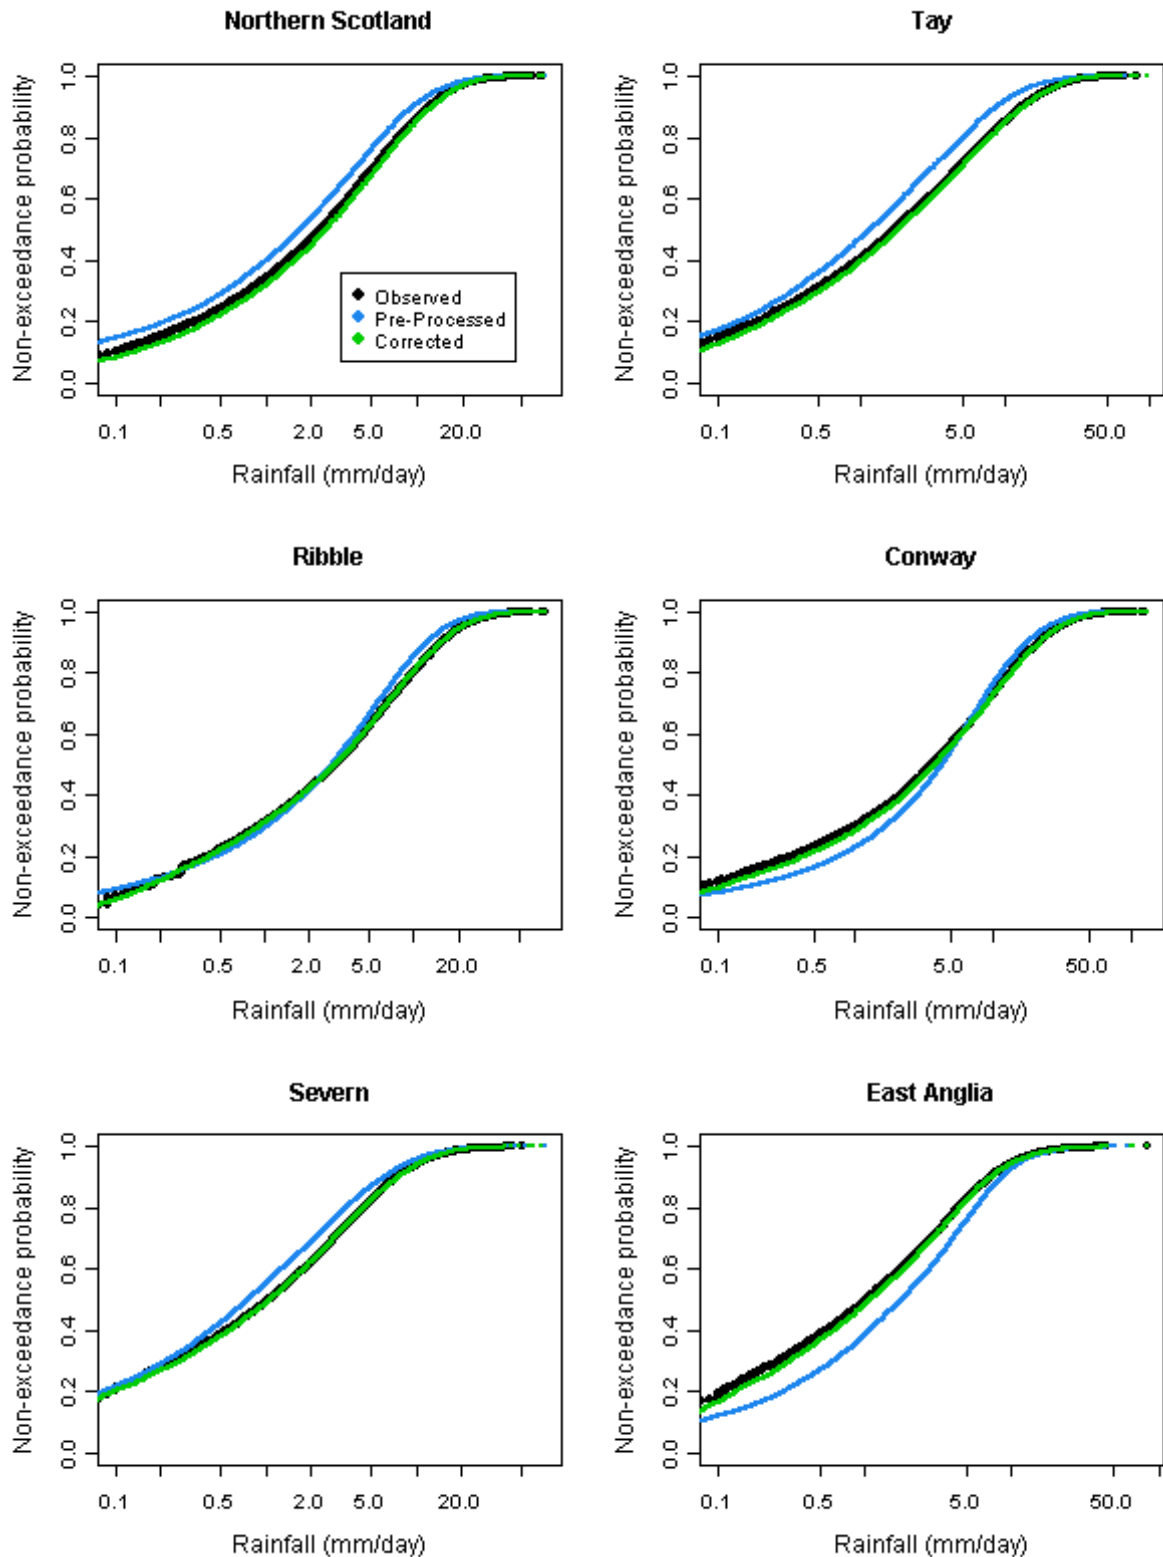 Northern Scotland
Non-exceedance probability
0.0 0.2 0.4 0.6 0.8 1.0
Observed
Pre-Processed
Corrected
0.1 0.5 2.0 5.0 20.0
Rainfall (mm/day)
Tay
Non-exceedance probability
0.0 0.2 0.4 0.6 0.8 1.0
0.1 0.5 5.0 50.0
Rainfall (mm/day)
Ribble
Non-exceedance probability
0.0 0.2 0.4 0.6 0.8 1.0
0.1 0.5 2.0 5.0 20.0
Rainfall (mm/day)
Conway
Non-exceedance probability
0.0 0.2 0.4 0.6 0.8 1.0
0.1 0.5 5.0 50.0
Rainfall (mm/day)
Severn
Non-exceedance probability
0.0 0.2 0.4 0.6 0.8 1.0
0.1 0.5 2.0 5.0 20.0
Rainfall (mm/day)
East Anglia
Non-exceedance probability
0.0 0.2 0.4 0.6 0.8 1.0
0.1 0.5 5.0 50.0
Rainfall (mm/day)